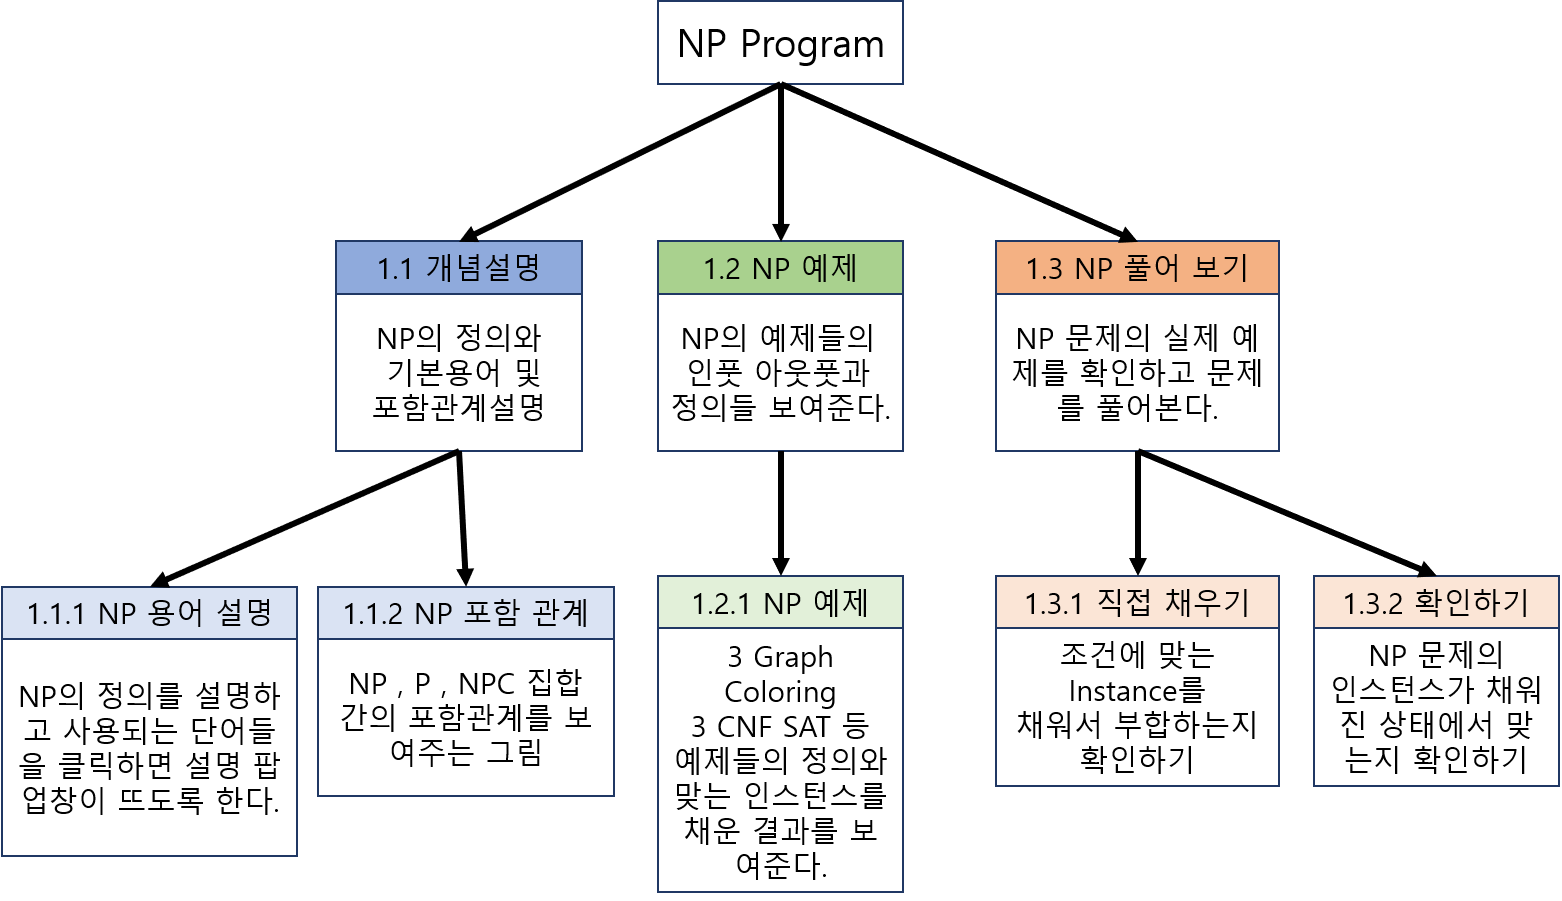 NP Program
1.1 개념설명
NP의 정의와
기본용어 및
포함관계설명
1.2 NP 예제
NP의 예제들의
인풋 아웃풋과
정의들 보여준다.
1.3 NP 풀어 보기
NP 문제의 실제 예
제를 확인하고 문제
를 풀어본다.
1.1.1 NP 용어 설명
NP의 정의를 설명하
고 사용되는 단어들
을 클릭하면 설명 팝
업창이 뜨도록 한다.
1.1.2 NP 포함 관계
NP , P , NPC 집합
간의 포함관계를 보
여주는 그림
1.2.1 NP 예제
3 Graph
Coloring
3 CNF SAT 등
예제들의 정의와
맞는 인스턴스를
채운 결과를 보
여준다.
1.3.1 직접 채우기
조건에 맞는
Instance를
채워서 부합하는지
확인하기
1.3.2 확인하기
NP 문제의
인스턴스가 채워
진 상태에서 맞
는지 확인하기